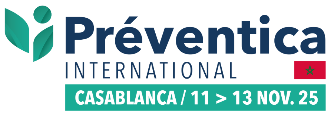 Préventica
INTERNATIONAL
CASABLANCA / 11 > 13 NOV. 25